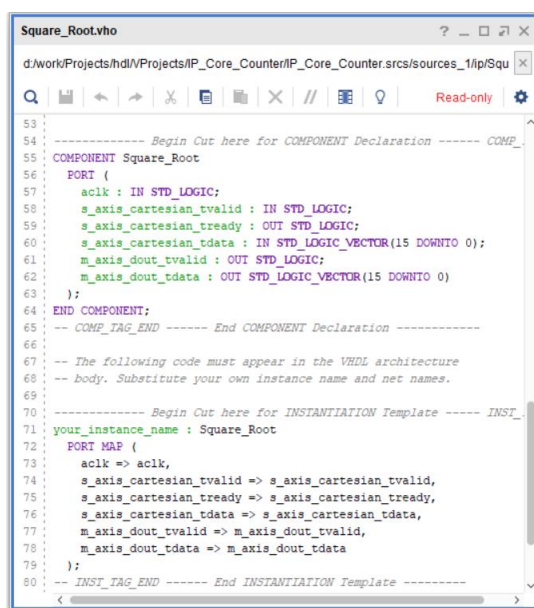 Square_Root.vho
d:/work/Projects/hdl/VProjects/IP_Core_Counter/IP_Core_Counter.srcs/sources_1/ip/Squ
Read-only
53
54 ------------- Begin Cut here for COMPONENT Declaration ------ COMP_
55 COMPONENT Square_Root
56 PORT (
57 aclk : IN STD_LOGIC;
58 s_axis_cartesian_tvalid : IN STD_LOGIC;
59 s_axis_cartesian_tready : OUT STD_LOGIC;
60 s_axis_cartesian_tdata : IN STD_LOGIC_VECTOR(15 DOWNTO 0);
61 m_axis_dout_tvalid : OUT STD_LOGIC;
62 m_axis_dout_tdata : OUT STD_LOGIC_VECTOR(15 DOWNTO 0)
63 );
64 END COMPONENT;
65 -- COMP_TAG_END ------ End COMPONENT Declaration ------------
66
67 -- The following code must appear in the VHDL architecture
68 -- body. Substitute your own instance name and net names.
69
70 ------------- Begin Cut here for INSTANTIATION Template ----- INST_
71 your_instance_name : Square_Root
72 PORT MAP (
73 aclk => aclk,
74 s_axis_cartesian_tvalid => s_axis_cartesian_tvalid,
75 s_axis_cartesian_tready => s_axis_cartesian_tready,
76 s_axis_cartesian_tdata => s_axis_cartesian_tdata,
77 m_axis_dout_tvalid => m_axis_dout_tvalid,
78 m_axis_dout_tdata => m_axis_dout_tdata
79 );
80 -- INST_TAG_END ------ End INSTANTIATION Template ---------